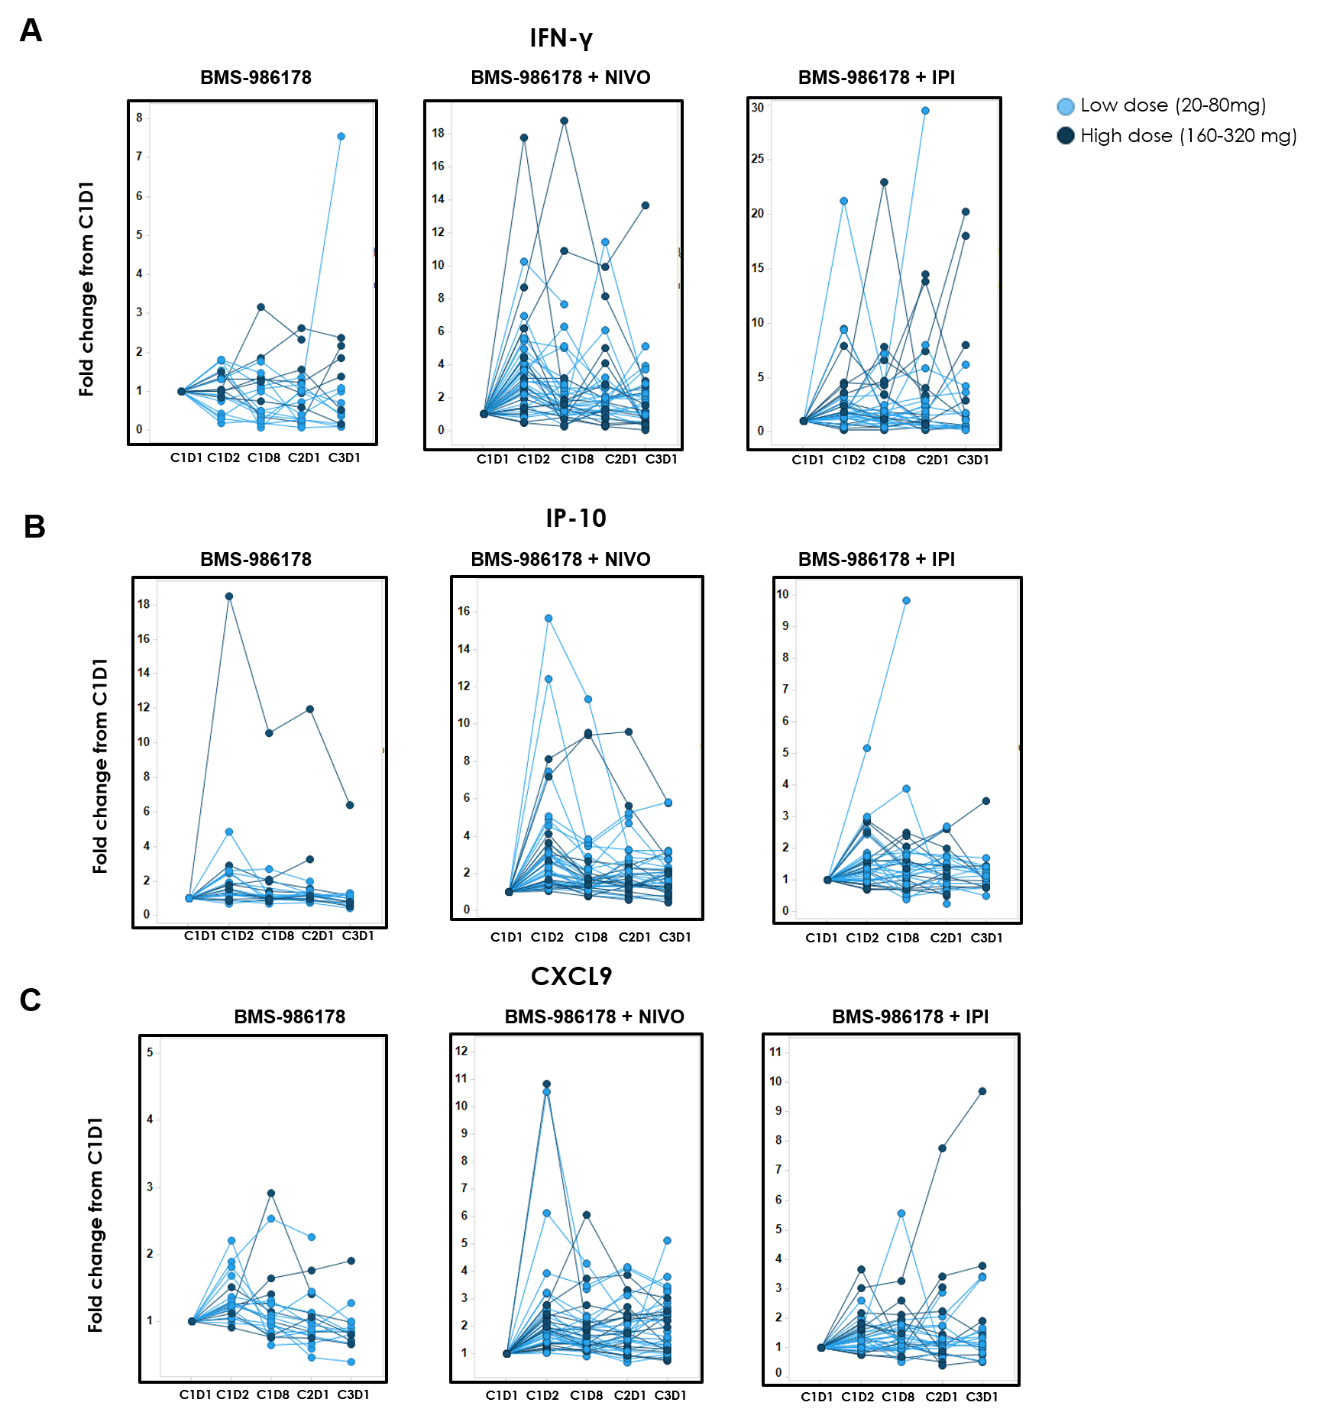 A
IFN-γ
BMS-986178
BMS-986178 + NIVO
BMS-986178 + IPI
Low dose (20-80mg)
High dose (160-320 mg)
Fold change from C1D1
8
7
6
5
4
3
2
1
0
C1D1 C1D2 C1D8 C2D1 C3D1
18
16
14
12
10
8
6
4
2
0
C1D1 C1D2 C1D8 C2D1 C3D1
30
25
20
15
10
5
0
C1D1 C1D2 C1D8 C2D1 C3D1
B
IP-10
BMS-986178
BMS-986178 + NIVO
BMS-986178 + IPI
Fold change from C1D1
18
16
14
12
10
8
6
4
2
0
C1D1 C1D2 C1D8 C2D1 C3D1
16
14
12
10
8
6
4
2
0
C1D1 C1D2 C1D8 C2D1 C3D1
10
9
8
7
6
5
4
3
2
1
0
C1D1 C1D2 C1D8 C2D1 C3D1
C
CXCL9
BMS-986178
BMS-986178 + NIVO
BMS-986178 + IPI
Fold change from C1D1
5
4
3
2
1
C1D1 C1D2 C1D8 C2D1 C3D1
12
11
10
9
8
7
6
5
4
3
2
1
C1D1 C1D2 C1D8 C2D1 C3D1
11
10
9
8
7
6
5
4
3
2
1
0
C1D1 C1D2 C1D8 C2D1 C3D1